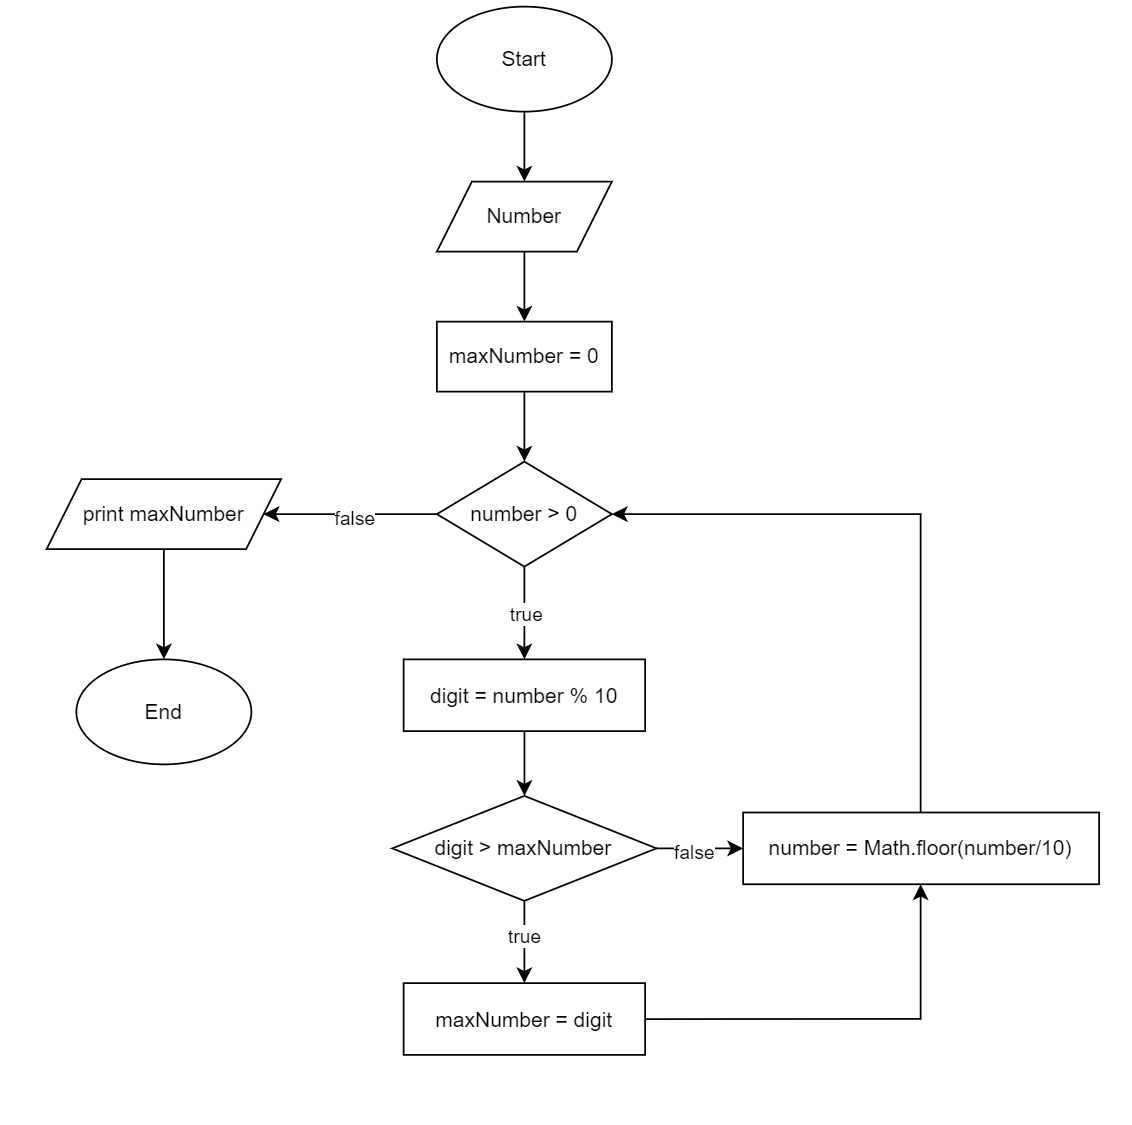 Start
Number
maxNumber = 0
number > 0
false
print maxNumber
End
true
digit = number % 10
digit > maxNumber
false
number = Math.floor(number/10)
true
maxNumber = digit